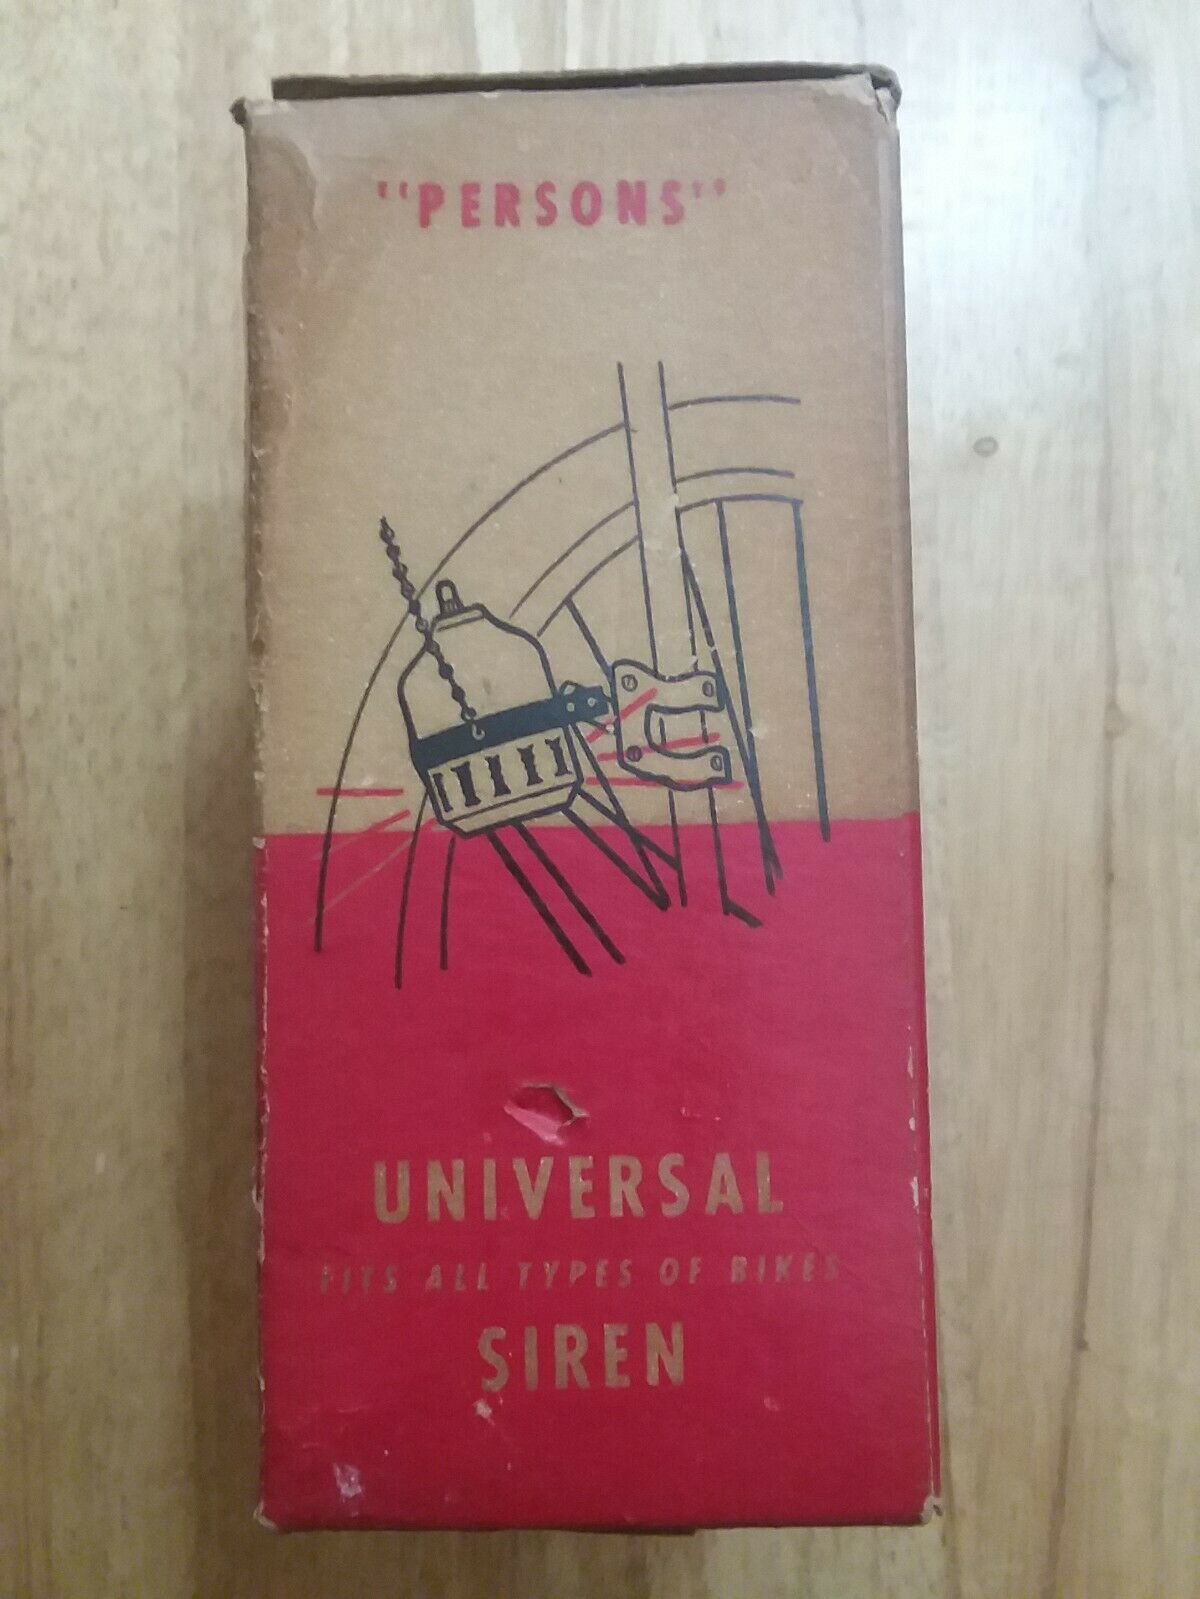 "PERSONS"
UNIVERSAL
FITS ALL TYPES OF BIKES
SIREN